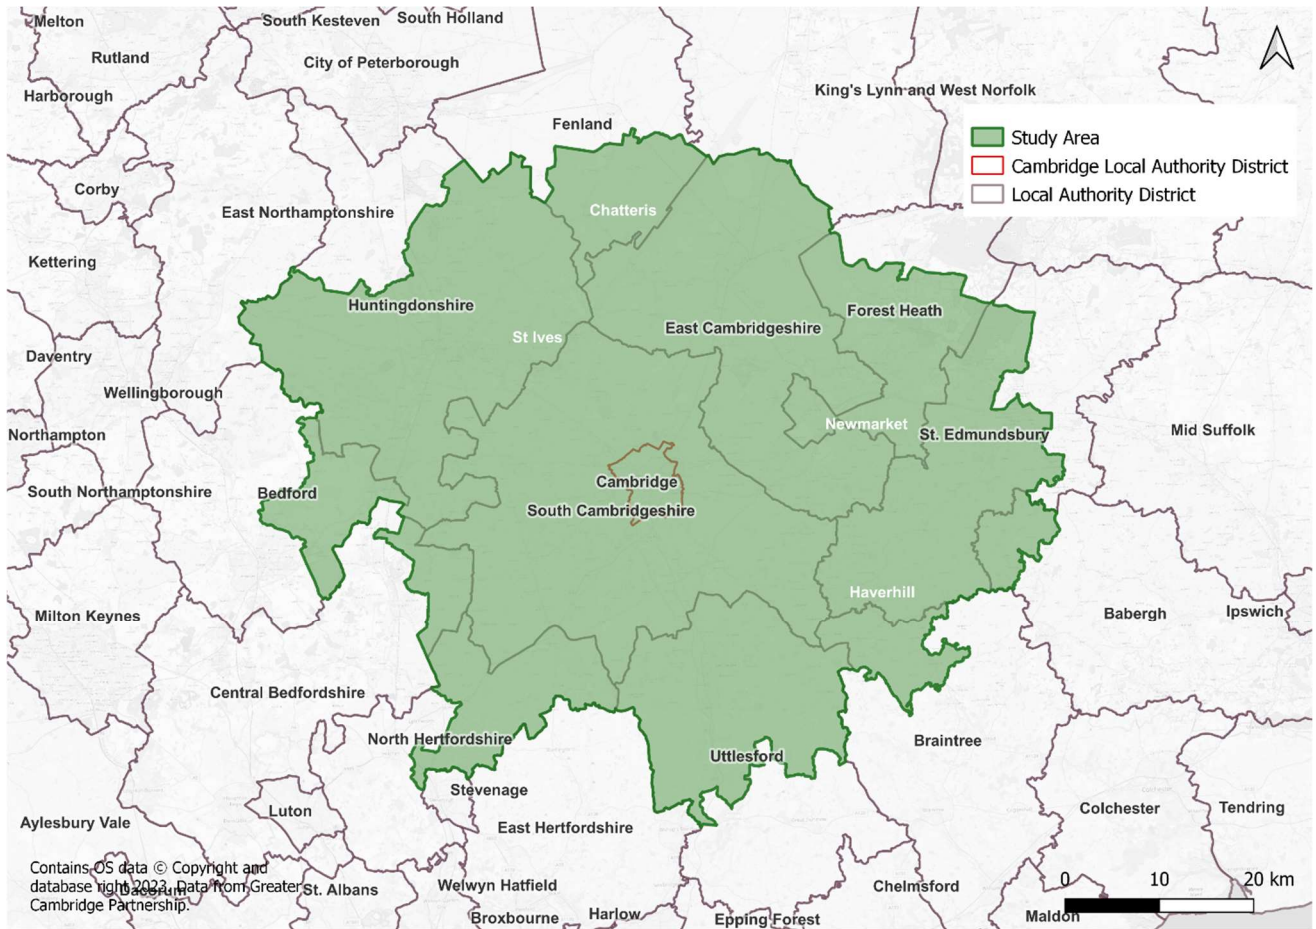 Melton
South Kesteven
South Holland
Rutland
City of Peterborough
Harborough
King's Lynn and West Norfolk
Fenland
Study Area
Cambridge Local Authority District
Local Authority District
Corby
East Northamptonshire
Chatteris
Kettering
Huntingdonshire
Forest Heath
East Cambridgeshire
St Ives
Daventry
Wellingborough
Newmarket
Northampton
St. Edmundsbury
Mid Suffolk
South Northamptonshire
Bedford
Cambridge
South Cambridgeshire
Haverhill
Milton Keynes
Babergh
Ipswich
Central Bedfordshire
North Hertfordshire
Braintree
Uttlesford
Stevenage
Luton
Colchester
Tendring
Aylesbury Vale
East Hertfordshire
Contains OS data © Copyright and
database right 2023. Data from Greater
Cambridge Partnership.
Dacorum
St. Albans
Welwyn Hatfield
Chelmsford
0 10 20 km
Broxbourne
Harlow
Epping Forest
Maldon